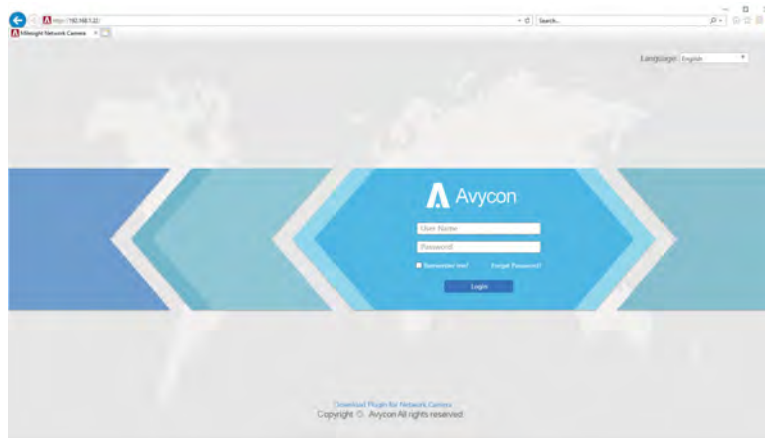 http://192.168.1.22/
Search...
Milesight Network Camera
Language: English
Avycon
User Name
Password
Remember me?
Forgot Password?
Login
Download Plugin for Network Camera
Copyright ©. Avycon All rights reserved